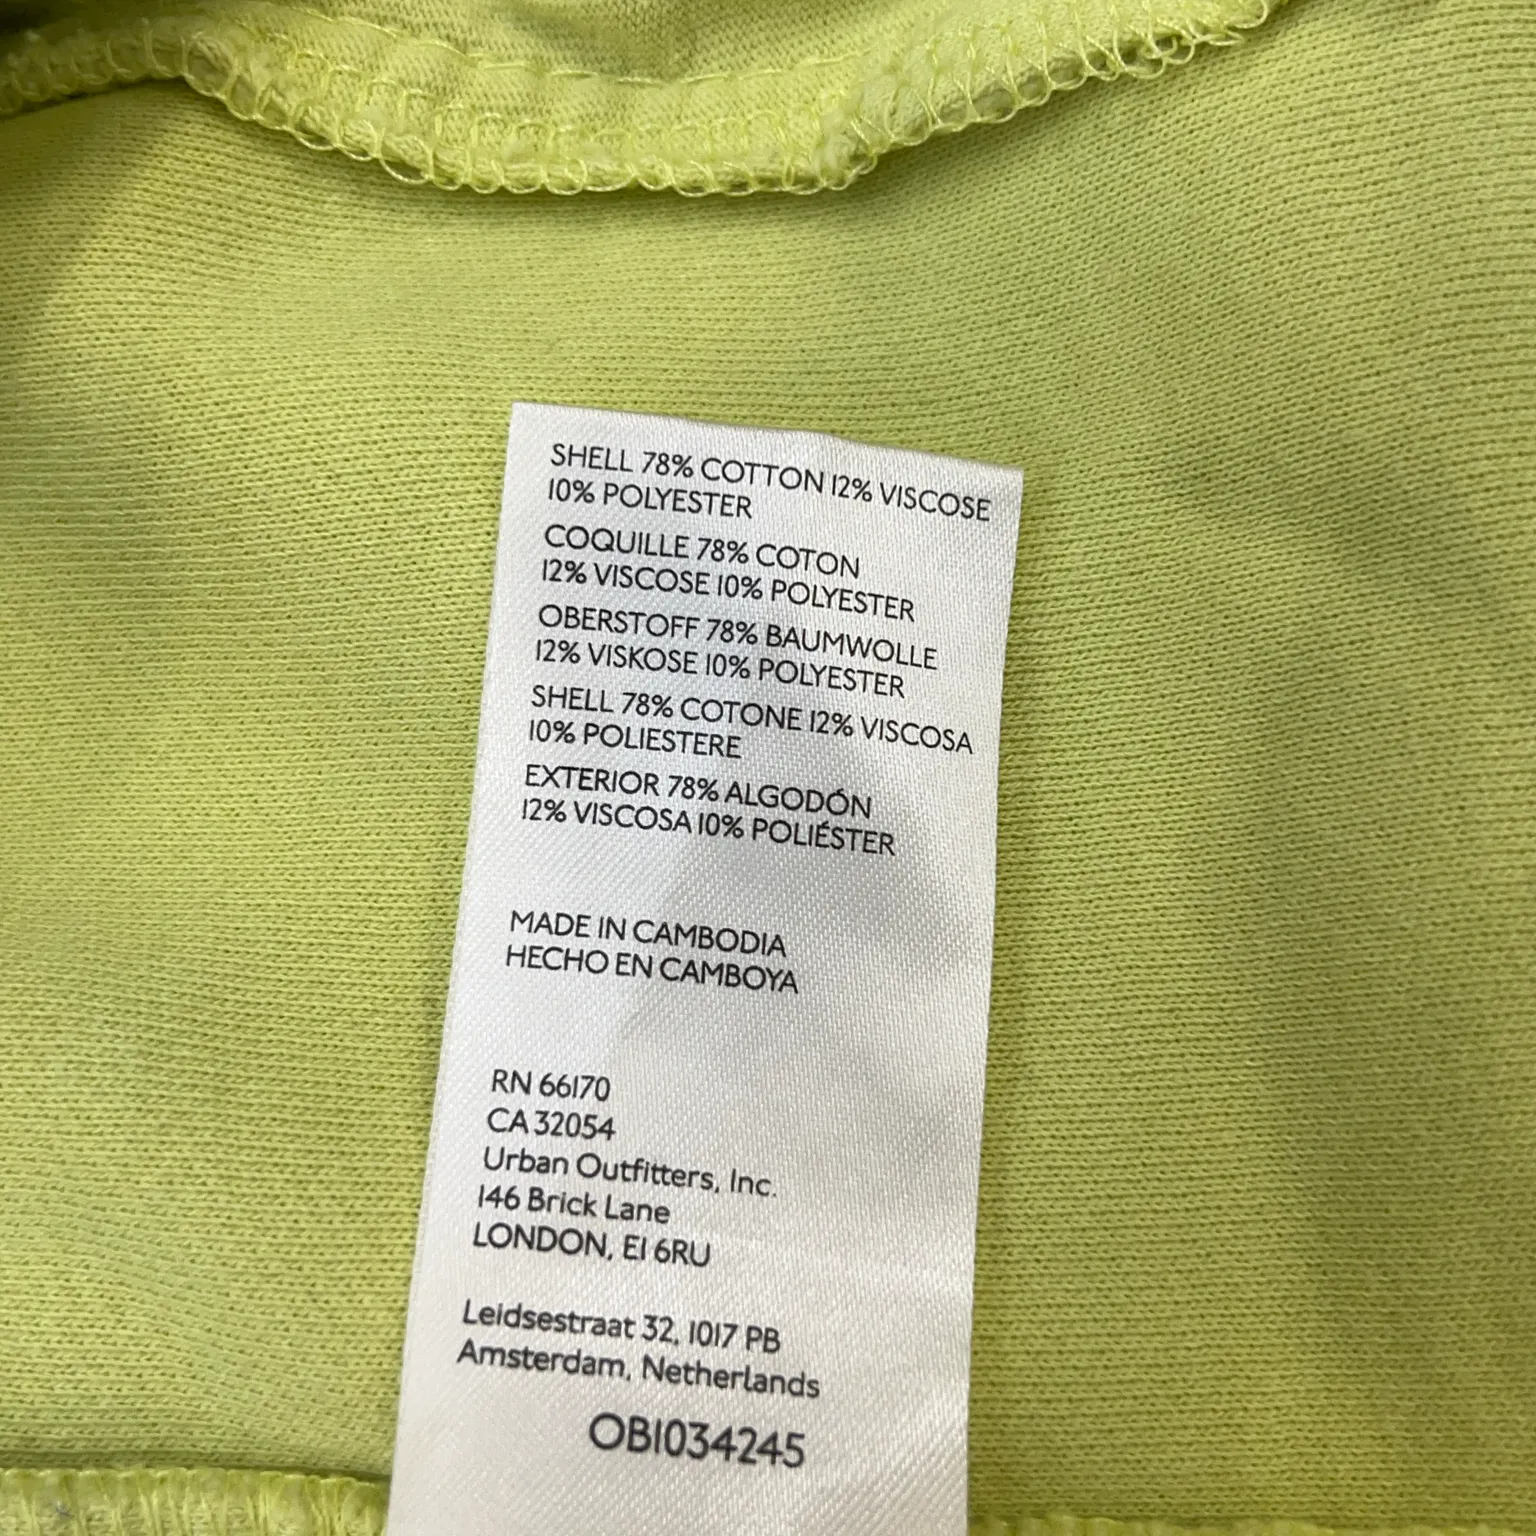 SHELL 78% COTTON 12% VISCOSE
10% POLYESTER
COQUILLE 78% COTON
12% VISCOSE 10% POLYESTER
OBERSTOFF 78% BAUMWOLLE
12% VISKOSE 10% POLYESTER
SHELL 78% COTONE 12% VISCOSA
10% POLIESTERE
EXTERIOR 78% ALGODÓN
12% VISCOSA 10% POLIÉSTER
MADE IN CAMBODIA
HECHO EN CAMBOYA
RN 66170
CA 32054
Urban Outfitters, Inc.
146 Brick Lane
LONDON, E1 6RU
Leidsestraat 32, 1017 PB
Amsterdam, Netherlands
OB1034245